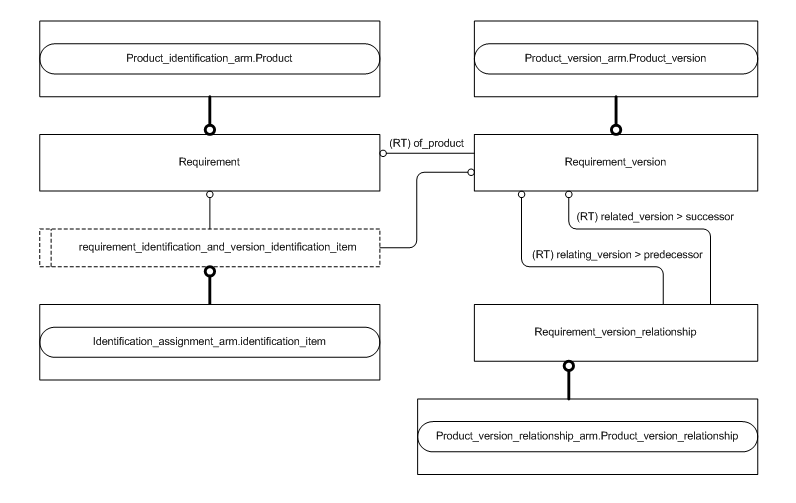 Product_identification_arm.Product
Product_version_arm.Product_version
(RT) of_product
Requirement
Requirement_version
(RT) related_version > successor
requirement_identification_and_version_identification_item
(RT) relating_version > predecessor
Identification_assignment_arm.identification_item
Requirement_version_relationship
Product_version_relationship_arm.Product_version_relationship